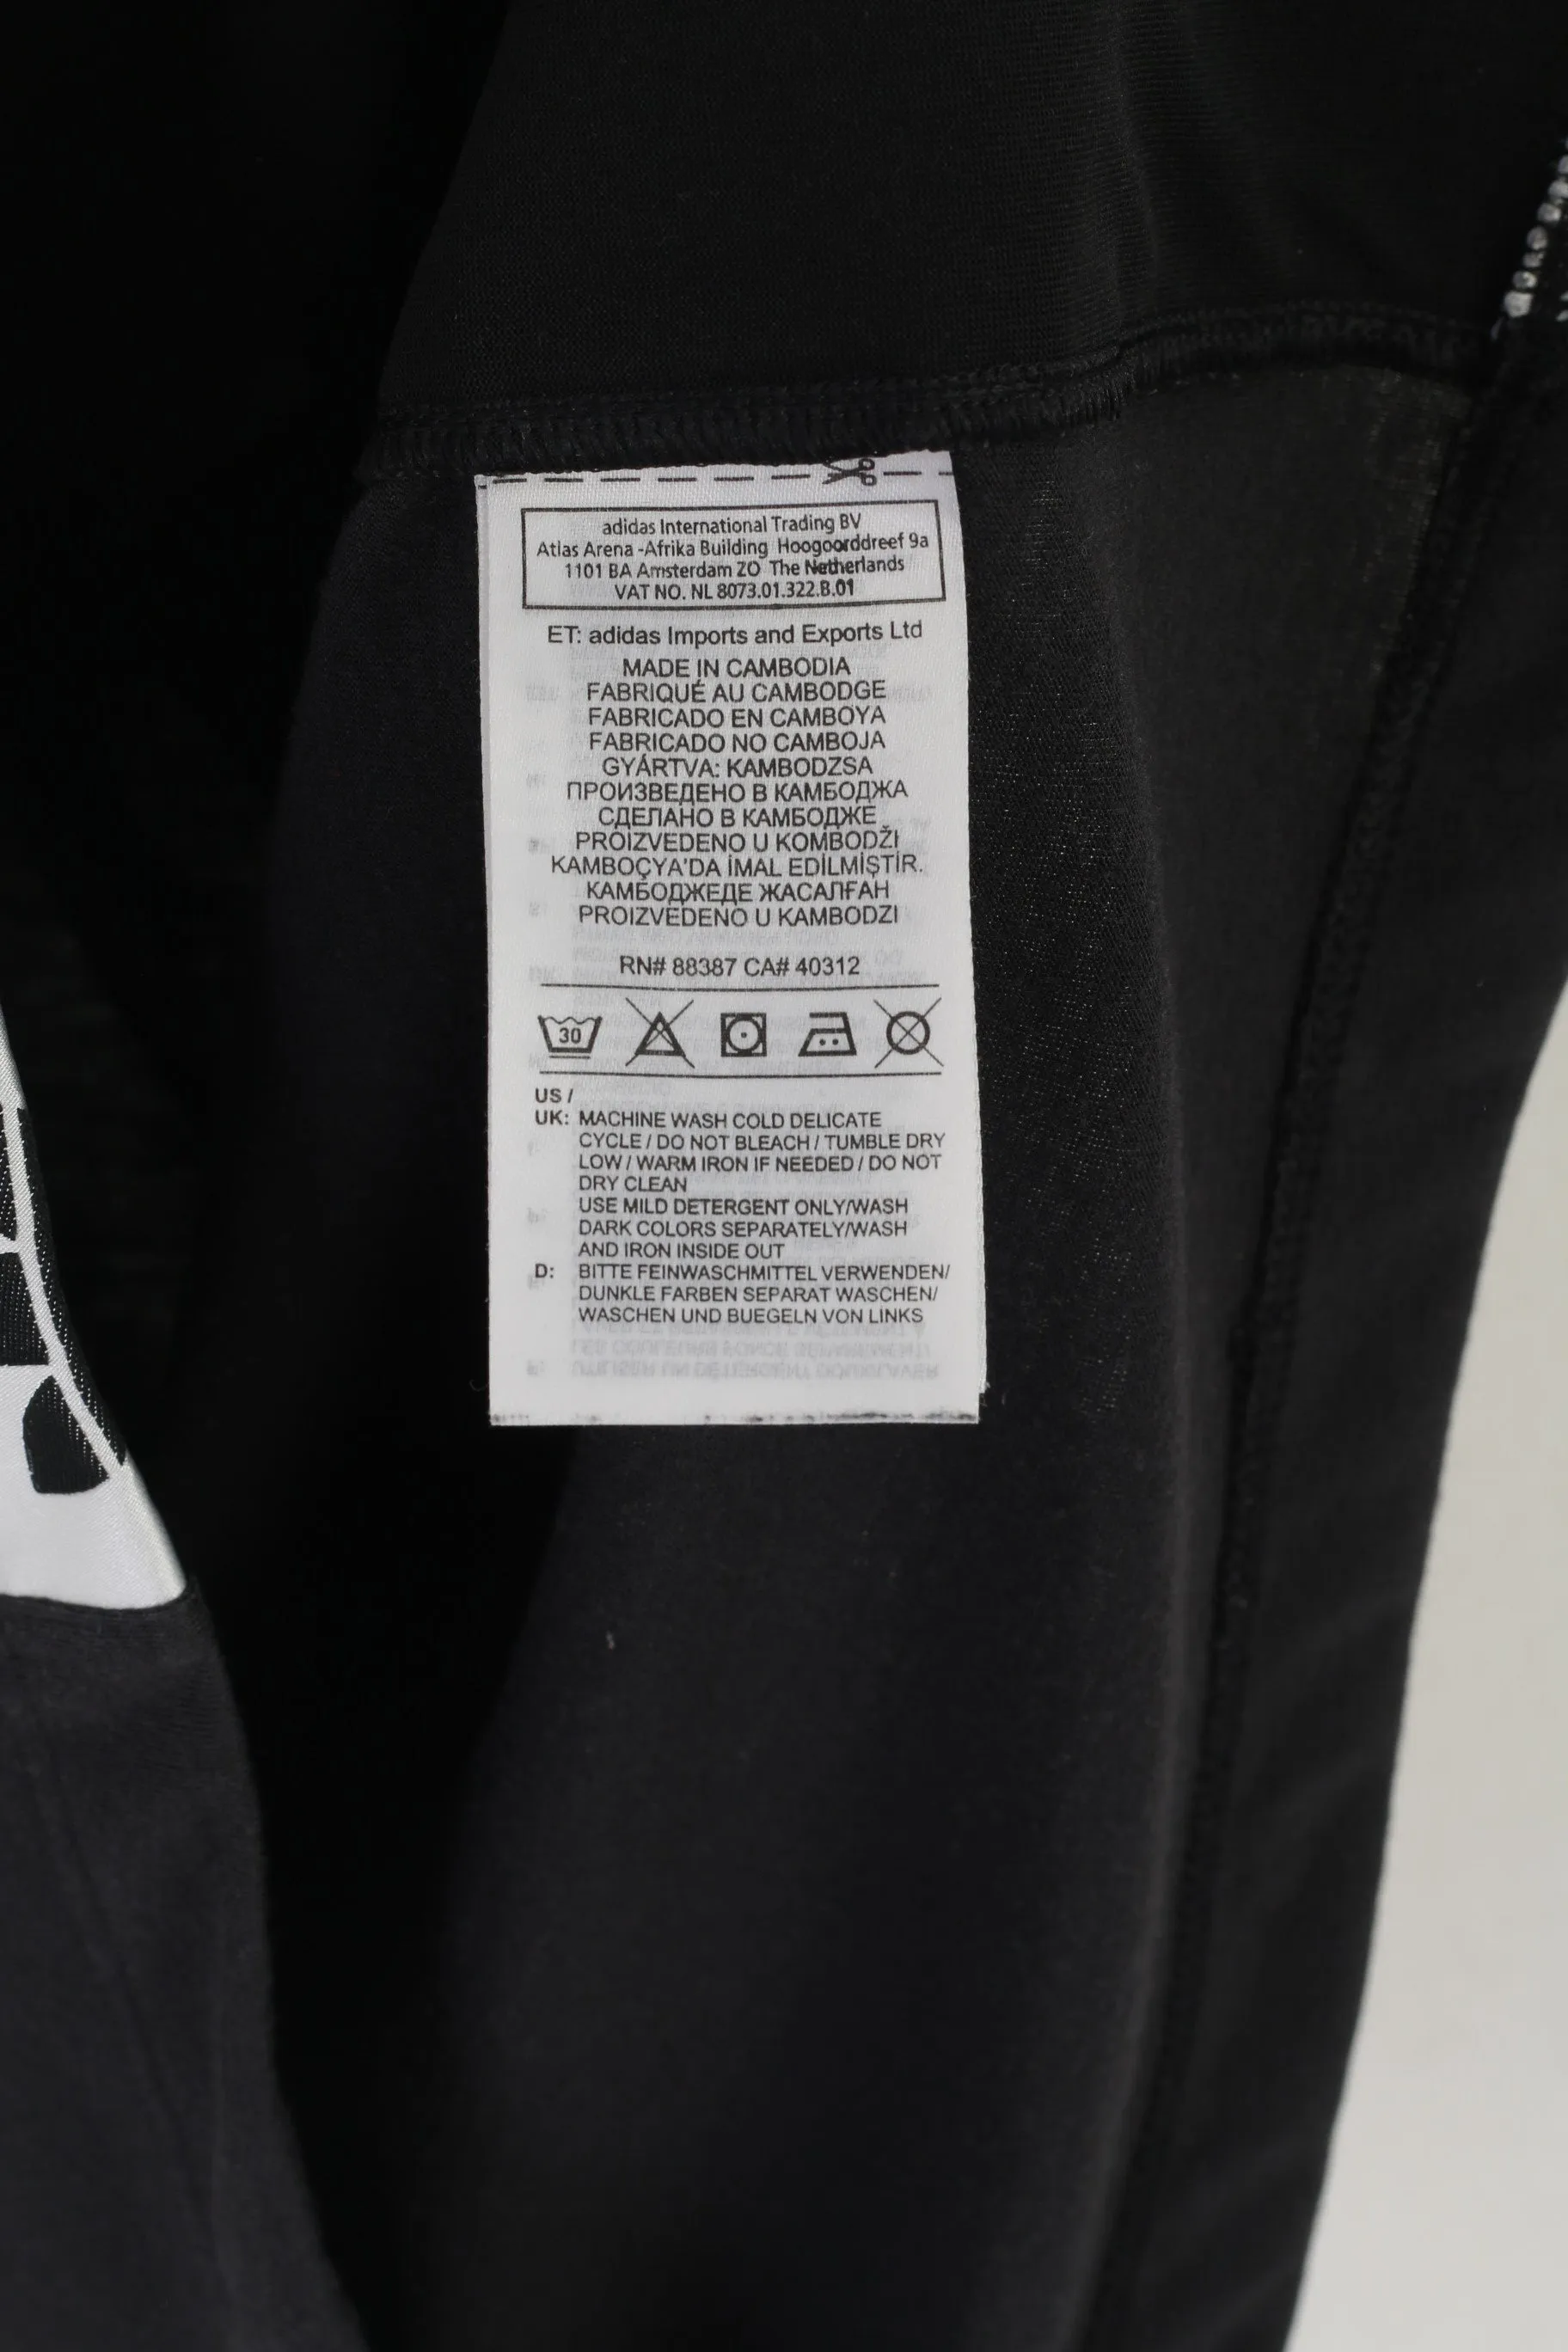 adidas International Trading BV
Atlas Arena -Afrika Building Hoogoorddreef 9a
1101 BA Amsterdam ZO The Netherlands
VAT NO. NL 8073.01.322.B.01
ET: adidas Imports and Exports Ltd
MADE IN CAMBODIA
FABRIQUÉ AU CAMBODGE
FABRICADO EN CAMBOYA
FABRICADO NO CAMBOJA
GYÁRTVA: KAMBODZSA
ПРОИЗВЕДЕНО В КАМБОДЖА
СДЕЛАНО В КАМБОДЖЕ
PROIZVEDENO U KOMBODŽI
KAMBOÇYA'DA İMAL EDİLMİŞTİR.
КАМБОДЖЕДЕ ЖАСАЛҒАН
PROIZVEDENO U KAMBODZI
RN# 88387 CA# 40312
30
US /
UK: MACHINE WASH COLD DELICATE
CYCLE / DO NOT BLEACH / TUMBLE DRY
LOW / WARM IRON IF NEEDED / DO NOT
DRY CLEAN
USE MILD DETERGENT ONLY/WASH
DARK COLORS SEPARATELY/WASH
AND IRON INSIDE OUT
D: BITTE FEINWASCHMITTEL VERWENDEN/
DUNKLE FARBEN SEPARAT WASCHEN/
WASCHEN UND BUEGELN VON LINKS